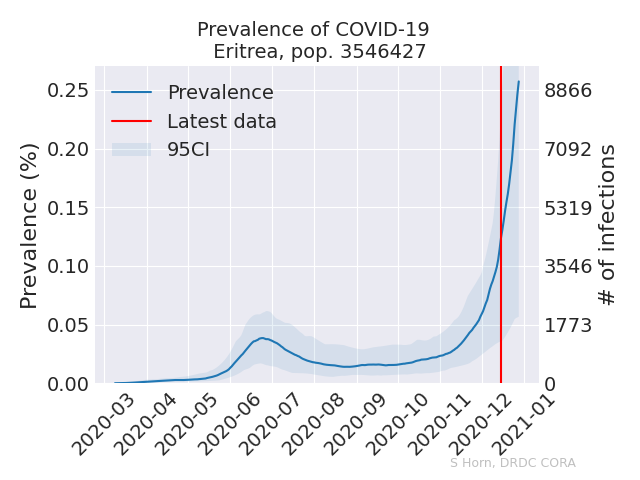 Prevalence of COVID-19
Eritrea, pop. 3546427
Prevalence (%)
0.25
0.20
0.15
0.10
0.05
0.00
Prevalence
Latest data
95CI
8866
7092
5319
3546
1773
0
# of infections
2020-03
2020-04
2020-05
2020-06
2020-07
2020-08
2020-09
2020-10
2020-11
2020-12
2021-01
S Horn, DRDC CORA